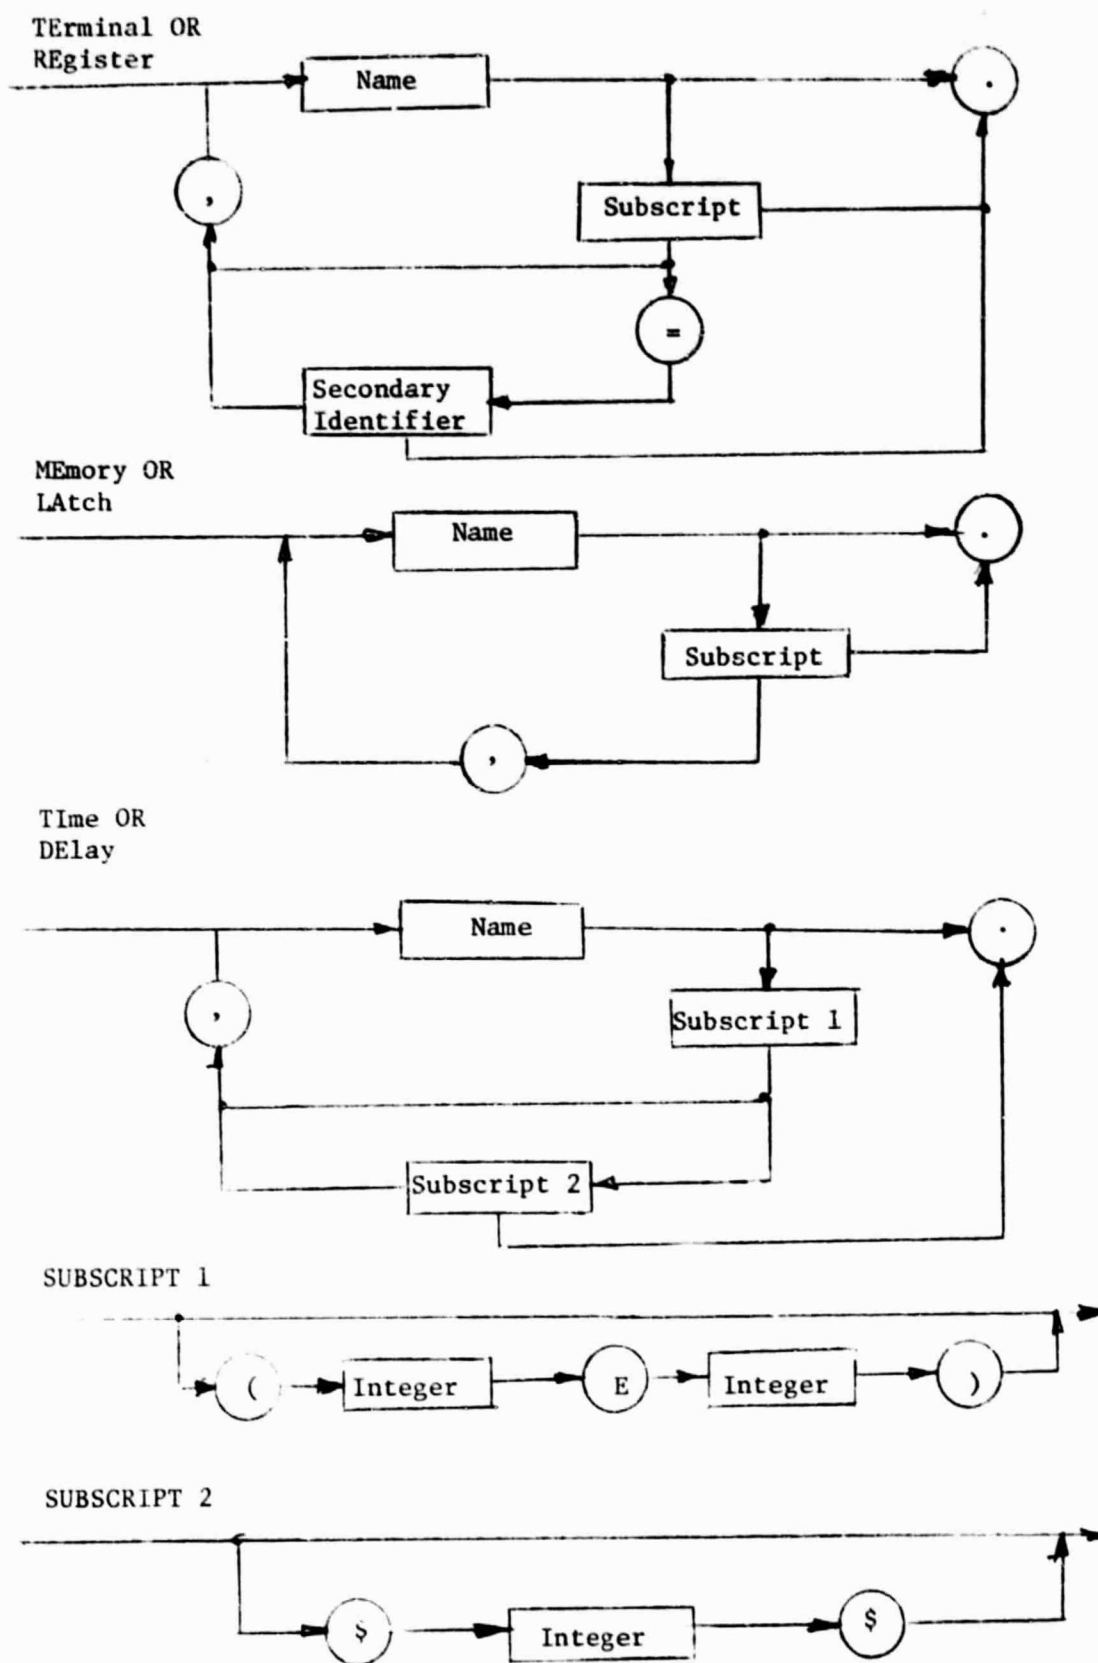 TErminal OR
REgister
Name
.
,
Subscript
=
Secondary
Identifier
MEmory OR
LAtch
Name
.
Subscript
,
TIme OR
DElay
Name
.
,
Subscript 1
Subscript 2
SUBSCRIPT 1
( Integer E Integer )
SUBSCRIPT 2
$ Integer $